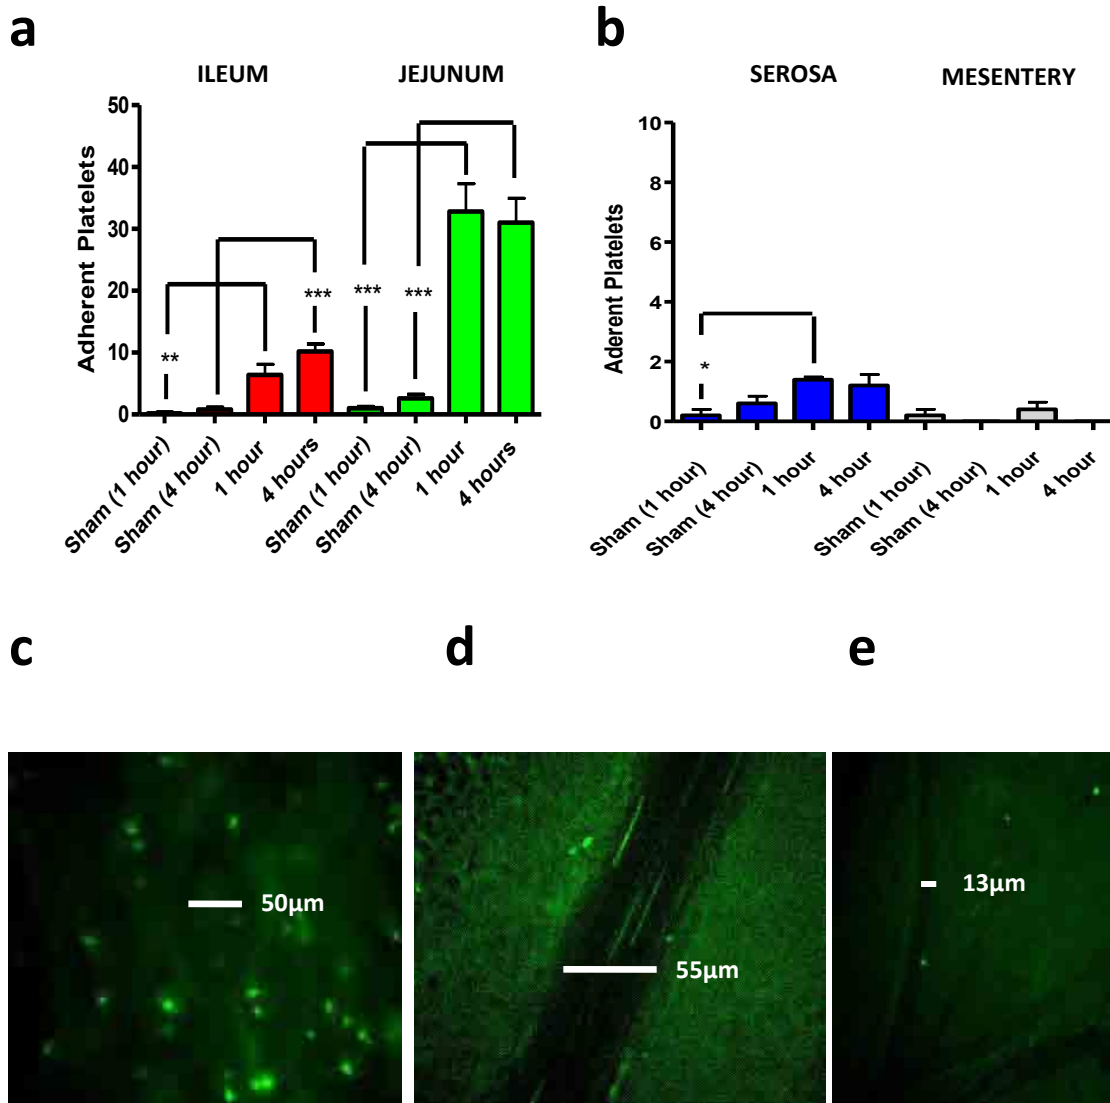 a
ILEUM JEJUNUM
Adherent Platelets
50
40
30
20
10
0
**
***
***
***
Sham (1 hour)
Sham (4 hour)
1 hour
4 hours
Sham (1 hour)
Sham (4 hour)
1 hour
4 hours
b
SEROSA MESENTERY
Aderent Platelets
10
8
6
4
2
0
*
Sham (1 hour)
Sham (4 hour)
1 hour
4 hour
Sham (1 hour)
Sham (4 hour)
1 hour
4 hour
c
50µm
d
55µm
e
13µm